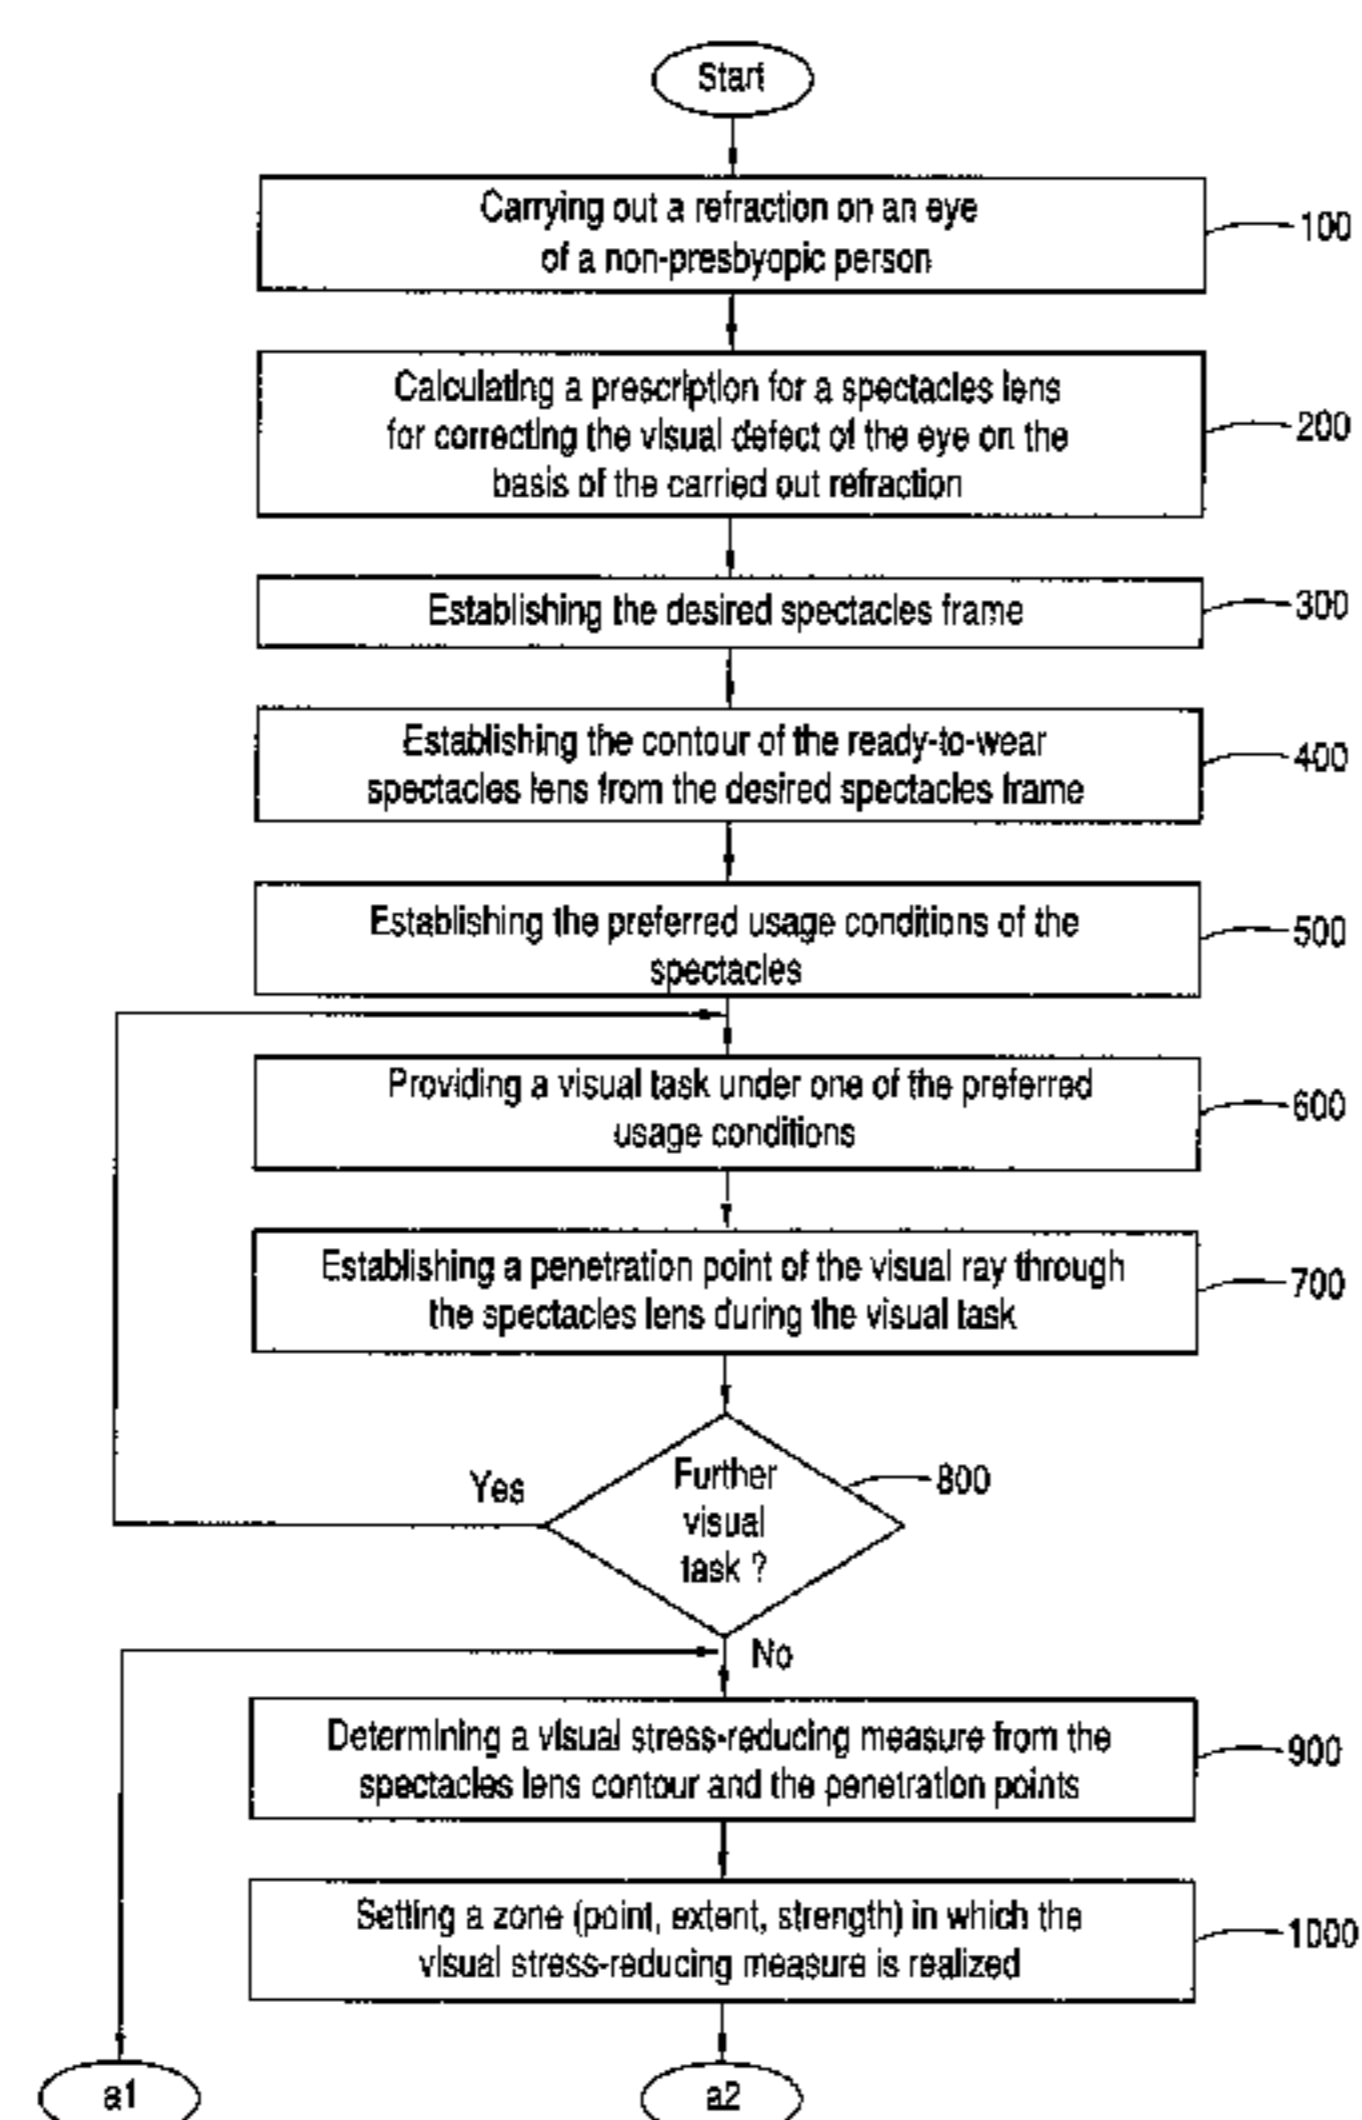 Start
Carrying out a refraction on an eye
of a non-presbyopic person
100
Calculating a prescription for a spectacles lens
for correcting the visual defect of the eye on the
basis of the carried out refraction
200
Establishing the desired spectacles frame
300
Establishing the contour of the ready-to-wear
spectacles lens from the desired spectacles frame
400
Establishing the preferred usage conditions of the
spectacles
500
Providing a visual task under one of the preferred
usage conditions
600
Establishing a penetration point of the visual ray through
the spectacles lens during the visual task
700
Further
visual
task ?
800
Yes
No
Determining a visual stress-reducing measure from the
spectacles lens contour and the penetration points
900
Setting a zone (point, extent, strength) in which the
visual stress-reducing measure is realized
1000
a1
a2